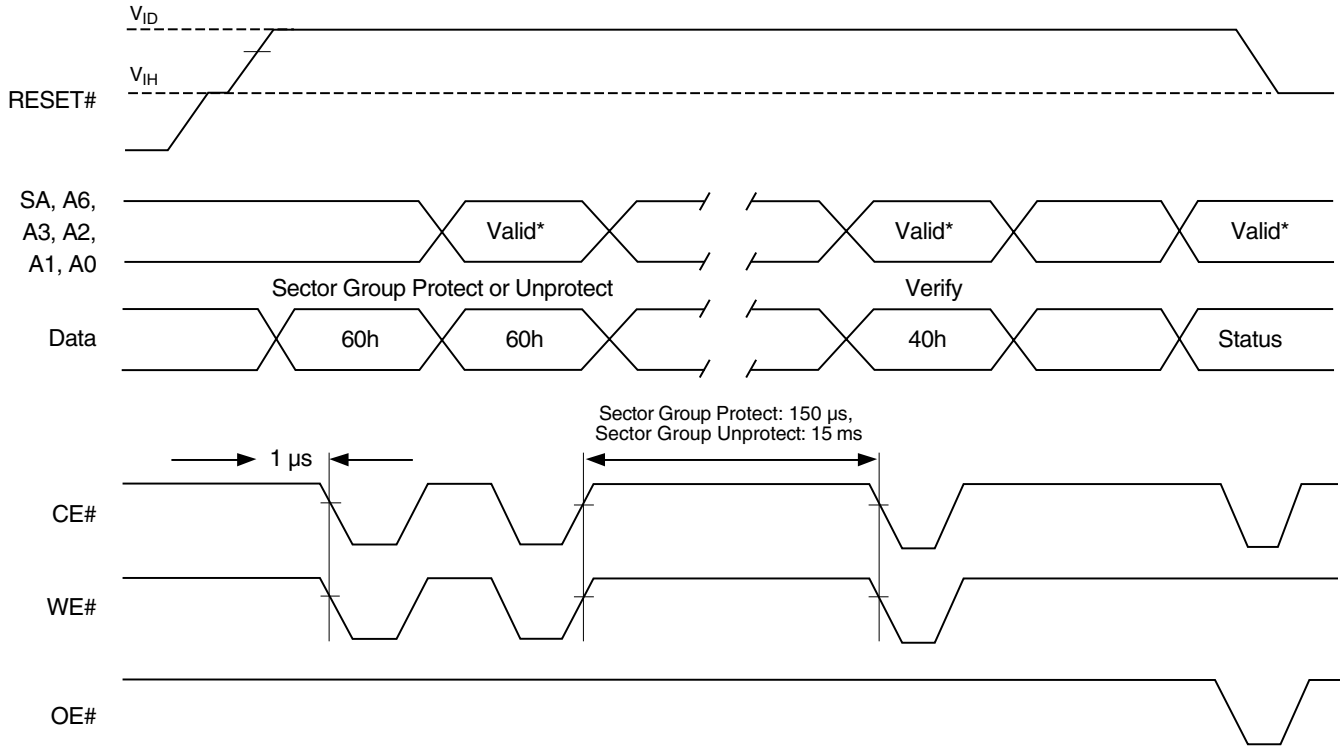 VID
VIH
RESET#
SA, A6,
A3, A2,
A1, A0
Valid*
Valid*
Valid*
Sector Group Protect or Unprotect
Verify
Data
60h
60h
40h
Status
Sector Group Protect: 150 µs,
Sector Group Unprotect: 15 ms
1 µs
CE#
WE#
OE#